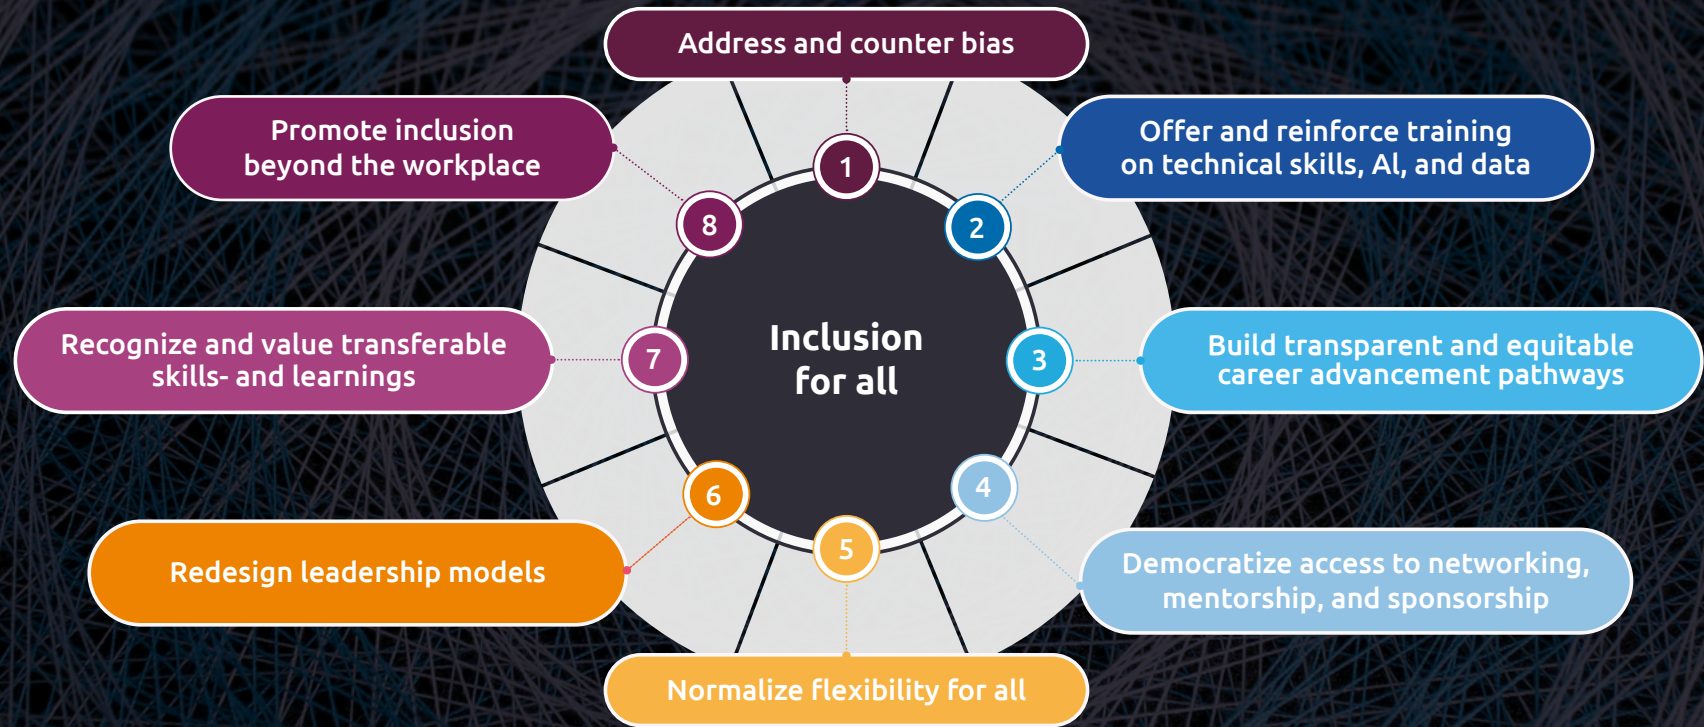 Address and counter bias
1
Offer and reinforce training
on technical skills, AI, and data
2
Build transparent and equitable
career advancement pathways
3
Democratize access to networking,
mentorship, and sponsorship
4
Normalize flexibility for all
5
Redesign leadership models
6
Recognize and value transferable
skills- and learnings
7
Promote inclusion
beyond the workplace
8
Inclusion
for all